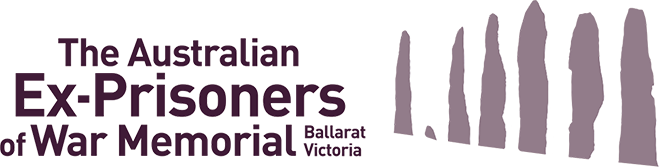 The Australian
Ex-Prisoners
of War Memorial Ballarat
Victoria